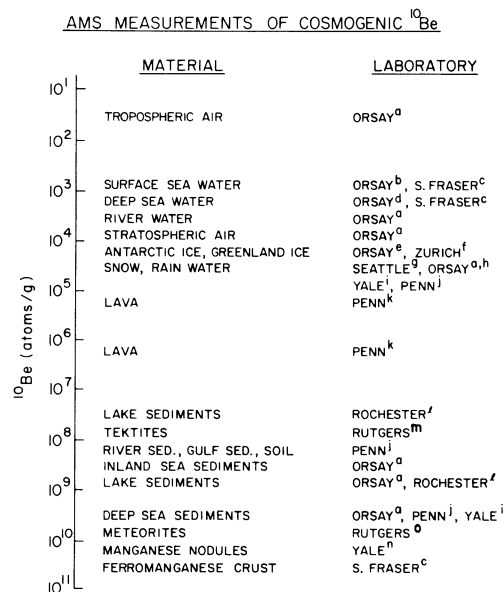 AMS MEASUREMENTS OF COSMOGENIC ¹⁰Be
MATERIAL LABORATORY
10¹
TROPOSPHERIC AIR ORSAYᵃ
10²
10³
SURFACE SEA WATER ORSAYᵇ, S. FRASERᶜ
DEEP SEA WATER ORSAYᵈ, S. FRASERᶜ
RIVER WATER ORSAYᵃ
10⁴ STRATOSPHERIC AIR ORSAYᵃ
ANTARCTIC ICE, GREENLAND ICE ORSAYᵉ, ZURICHᶠ
SNOW, RAIN WATER SEATTLEᵍ, ORSAYᵃ,ʰ
10⁵ YALEⁱ, PENNʲ
LAVA PENNᵏ
10⁶
LAVA PENNᵏ
10⁷
LAKE SEDIMENTS ROCHESTERˡ
10⁸ TEKTITES RUTGERSᵐ
RIVER SED., GULF SED., SOIL PENNʲ
INLAND SEA SEDIMENTS ORSAYᵃ
10⁹ LAKE SEDIMENTS ORSAYᵃ, ROCHESTERˡ
DEEP SEA SEDIMENTS ORSAYᵃ, PENNʲ, YALEⁱ
10¹⁰ METEORITES RUTGERSᵒ
MANGANESE NODULES YALEⁿ
FERROMANGANESE CRUST S. FRASERᶜ
10¹¹
¹⁰Be (atoms/g)